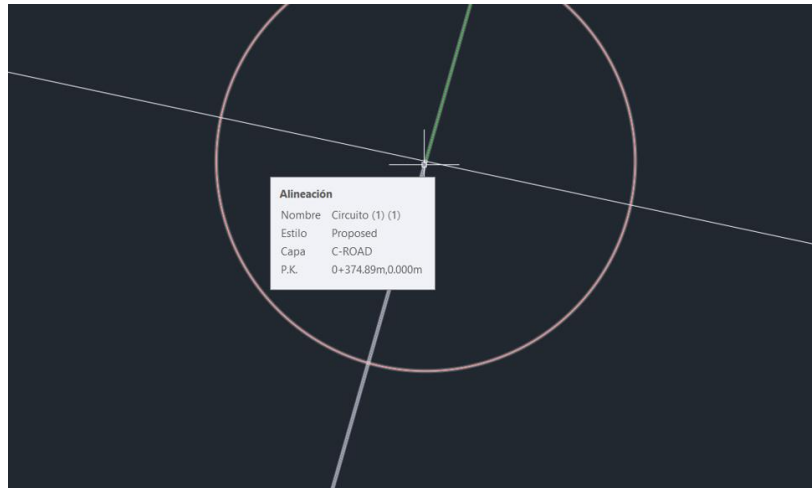 Alineación
Nombre Circuito (1) (1)
Estilo Proposed
Capa C-ROAD
P.K. 0+374.89m,0.000m